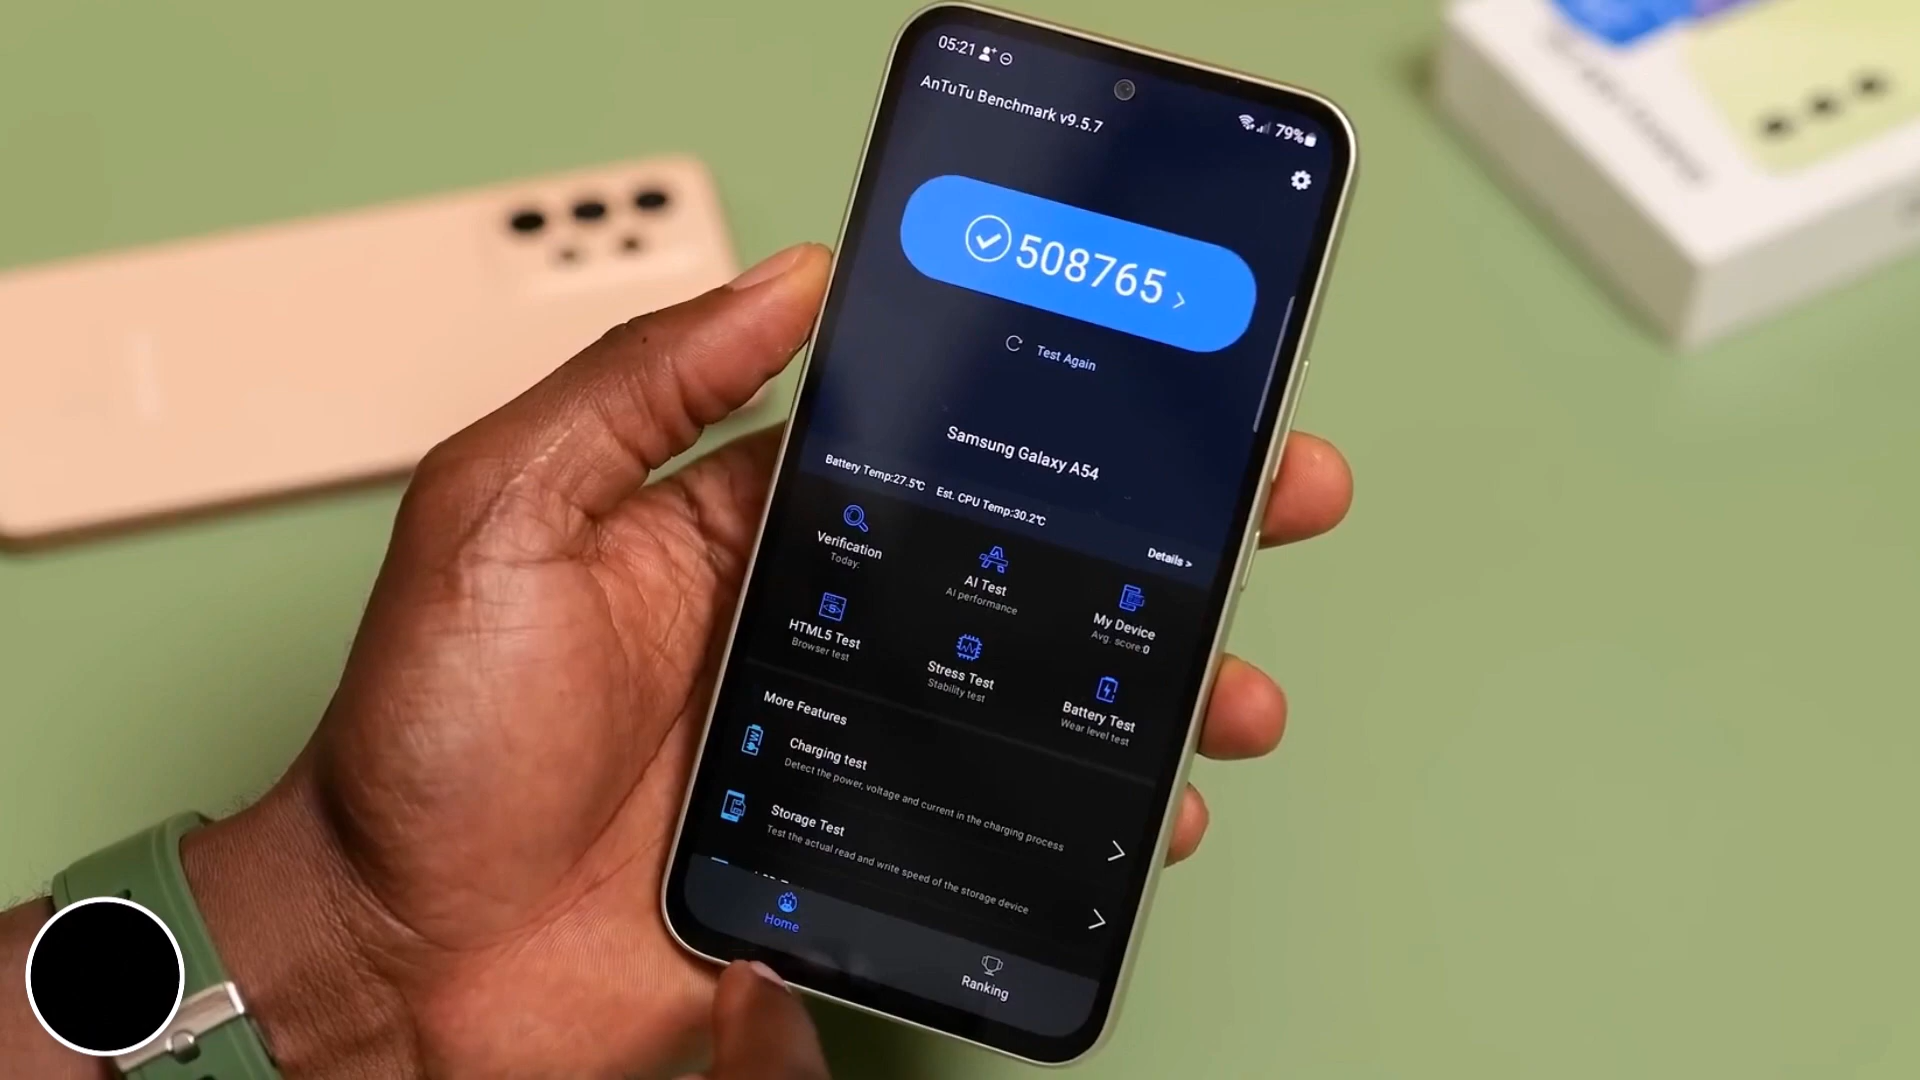 05:21
79%
AnTuTu Benchmark v9.5.7
508765
Test Again
Samsung Galaxy A54
Battery Temp:27.5℃ Est. CPU Temp:30.2℃
Details >
Verification
Today:
AI Test
AI performance
My Device
Avg. score:0
HTML5 Test
Browser test
Stress Test
Stability test
Battery Test
Wear level test
More Features
Charging test
Detect the power, voltage and current in the charging process
Storage Test
Test the actual read and write speed of the storage device
Home
Ranking